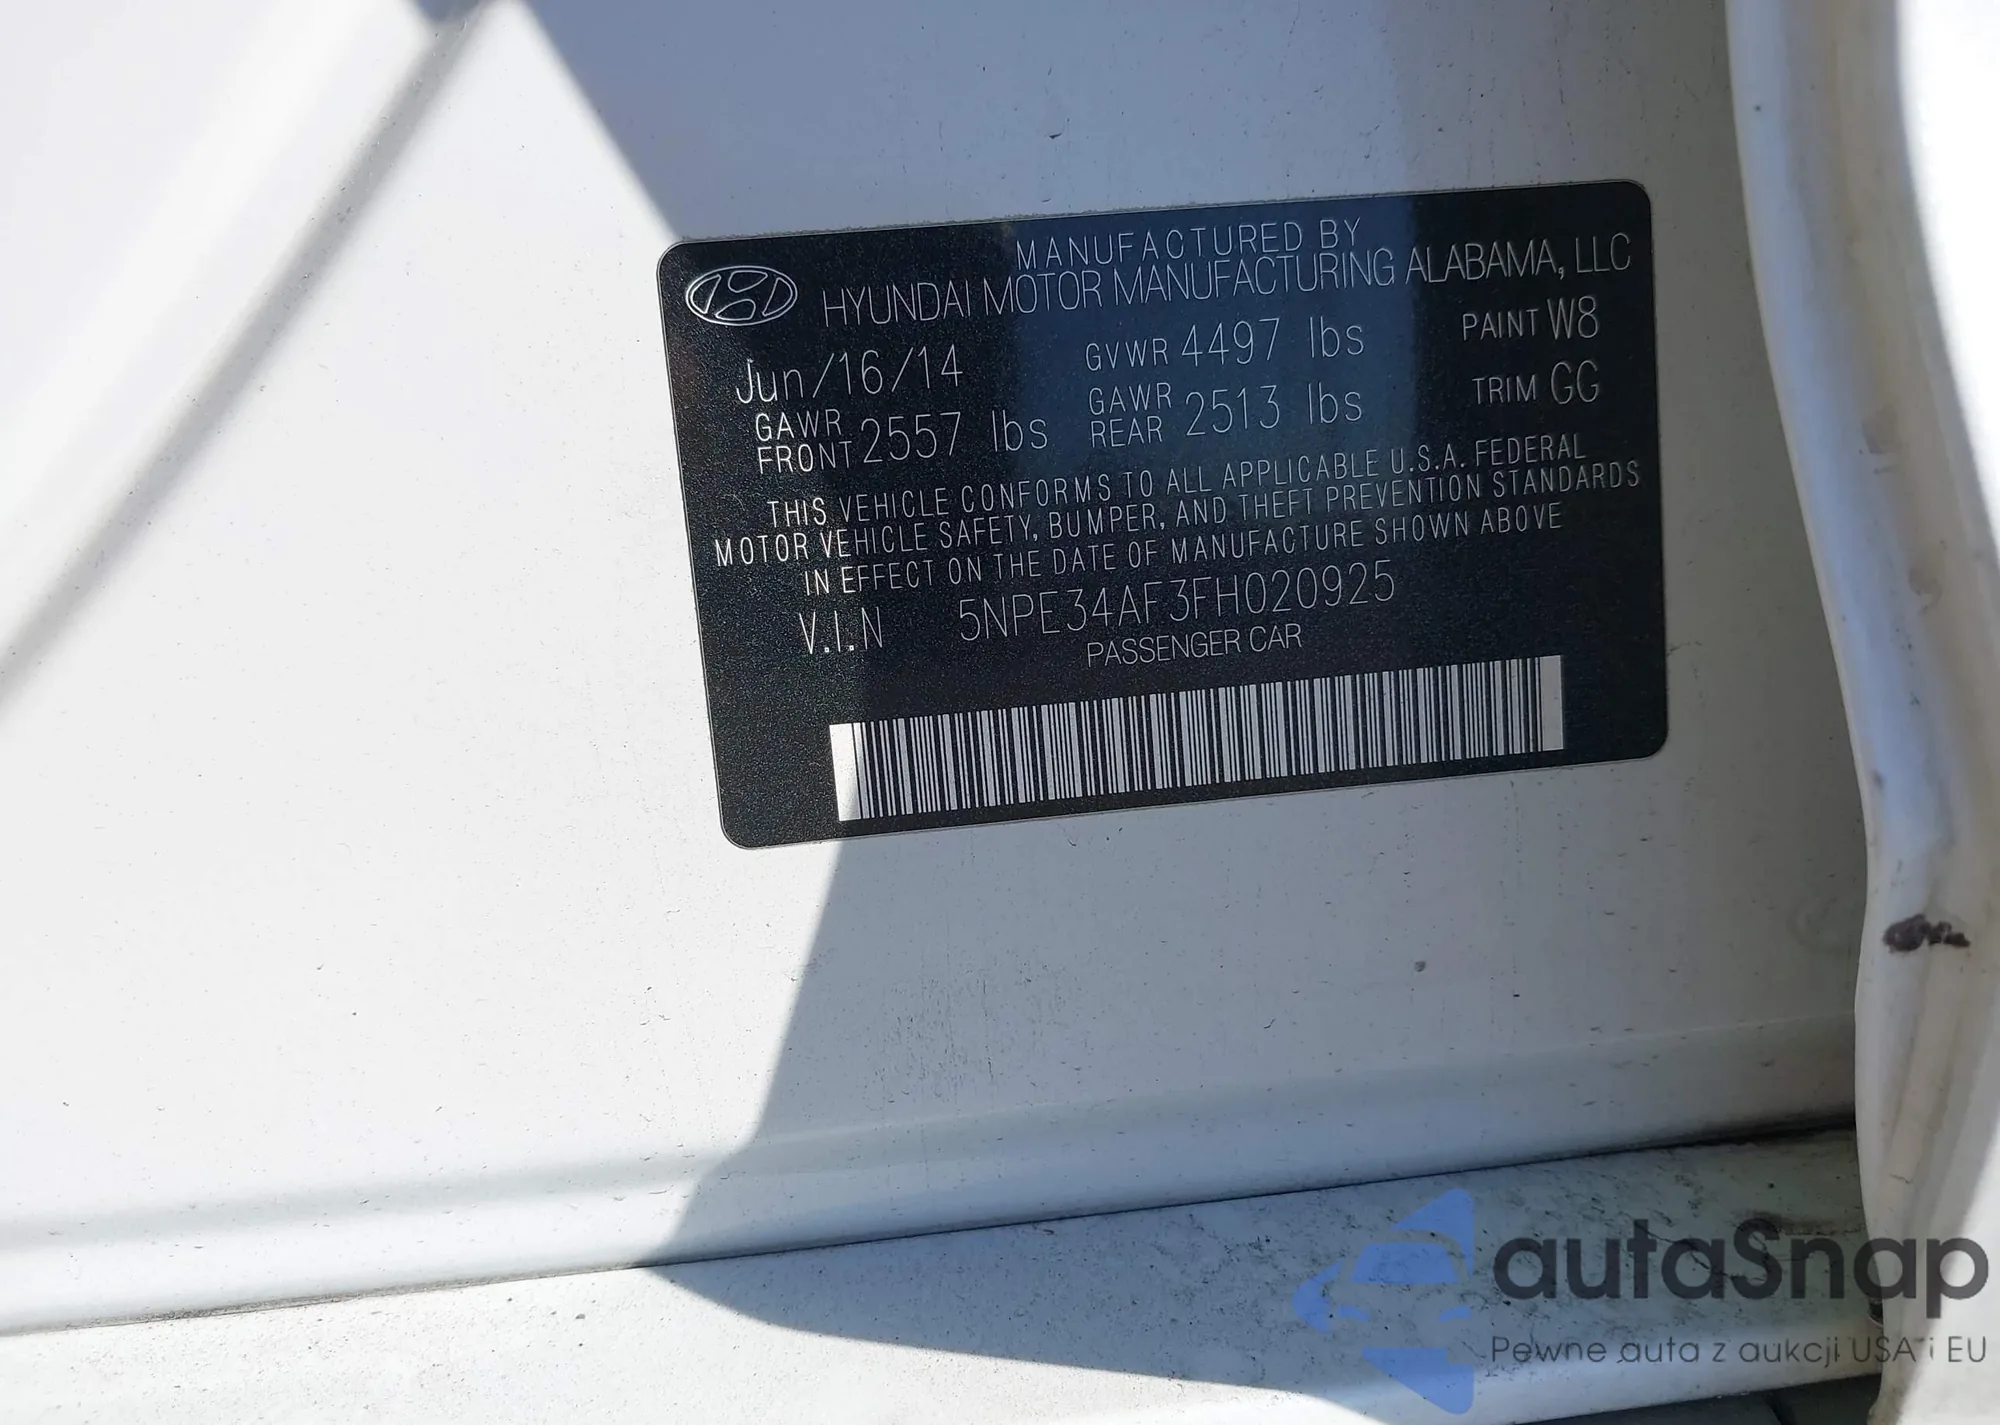 MANUFACTURED BY
HYUNDAI MOTOR MANUFACTURING ALABAMA, LLC
Jun/16/14 GVWR 4497 lbs PAINT W8
GAWR FRONT 2557 lbs GAWR REAR 2513 lbs TRIM GG
THIS VEHICLE CONFORMS TO ALL APPLICABLE U.S.A. FEDERAL
MOTOR VEHICLE SAFETY, BUMPER, AND THEFT PREVENTION STANDARDS
IN EFFECT ON THE DATE OF MANUFACTURE SHOWN ABOVE
V.I.N 5NPE34AF3FH020925
PASSENGER CAR
autaSnap
Pewne auta z aukcji USA i EU